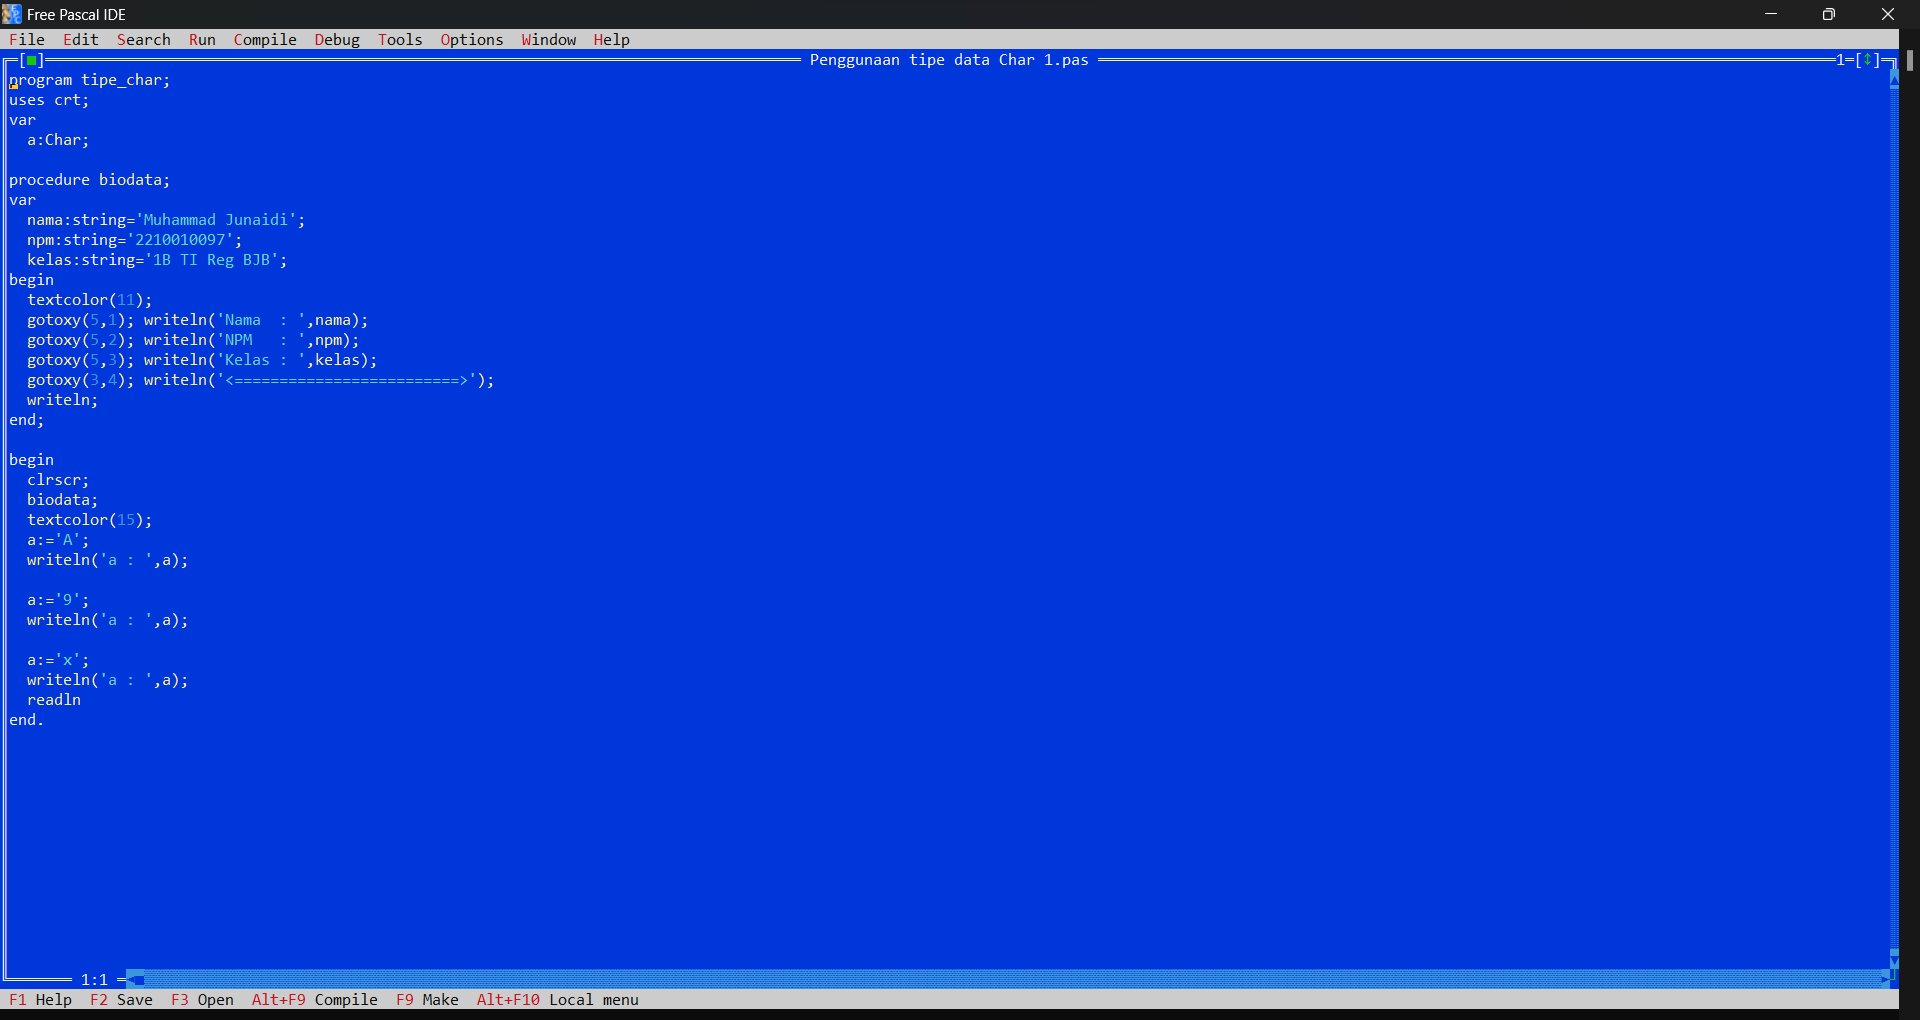 Free Pascal IDE
File  Edit  Search  Run  Compile  Debug  Tools  Options  Window  Help
[■] Penggunaan tipe data Char 1.pas 1=[↕]
program tipe_char;
uses crt;
var
  a:Char;

procedure biodata;
var
  nama:string='Muhammad Junaidi';
  npm:string='2210010097';
  kelas:string='1B TI Reg BJB';
begin
  textcolor(11);
  gotoxy(5,1); writeln('Nama  : ',nama);
  gotoxy(5,2); writeln('NPM   : ',npm);
  gotoxy(5,3); writeln('Kelas : ',kelas);
  gotoxy(3,4); writeln('<=========================>');
  writeln;
end;

begin
  clrscr;
  biodata;
  textcolor(15);
  a:='A';
  writeln('a : ',a);

  a:='9';
  writeln('a : ',a);

  a:='x';
  writeln('a : ',a);
  readln
end.
1:1
F1 Help  F2 Save  F3 Open  Alt+F9 Compile  F9 Make  Alt+F10 Local menu